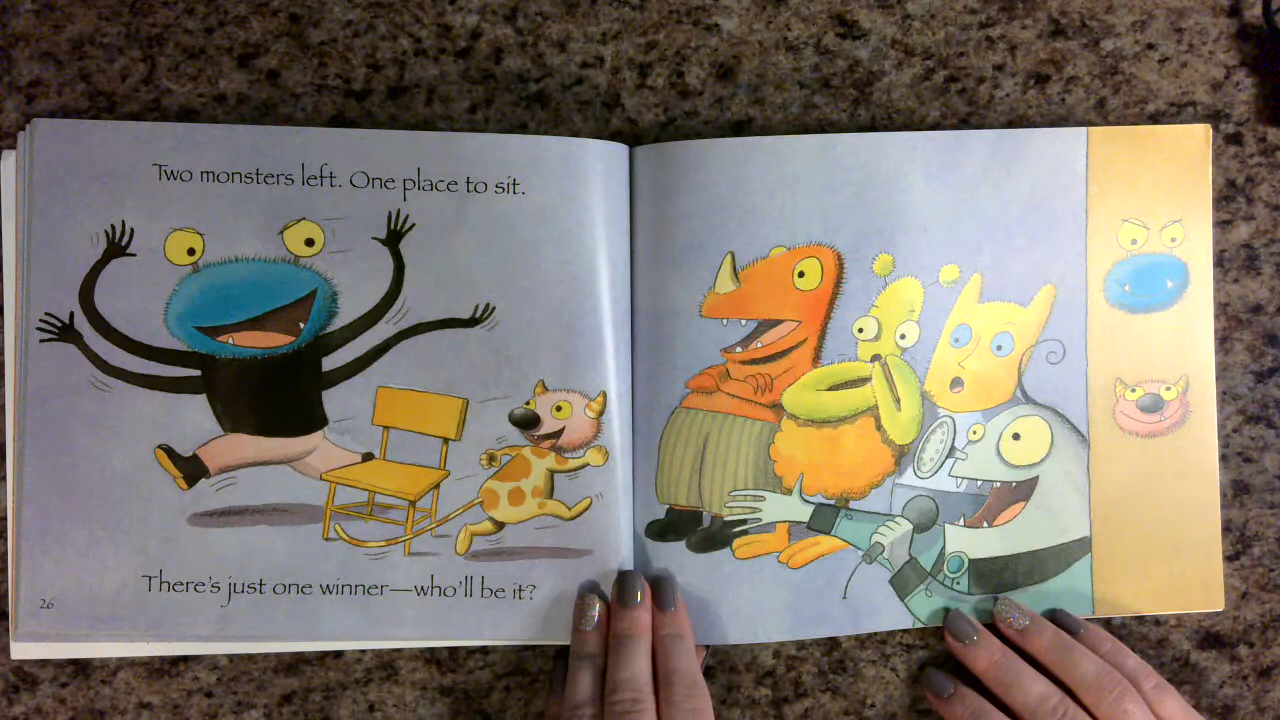 Two monsters left. One place to sit.
There's just one winner—who'll be it?
26